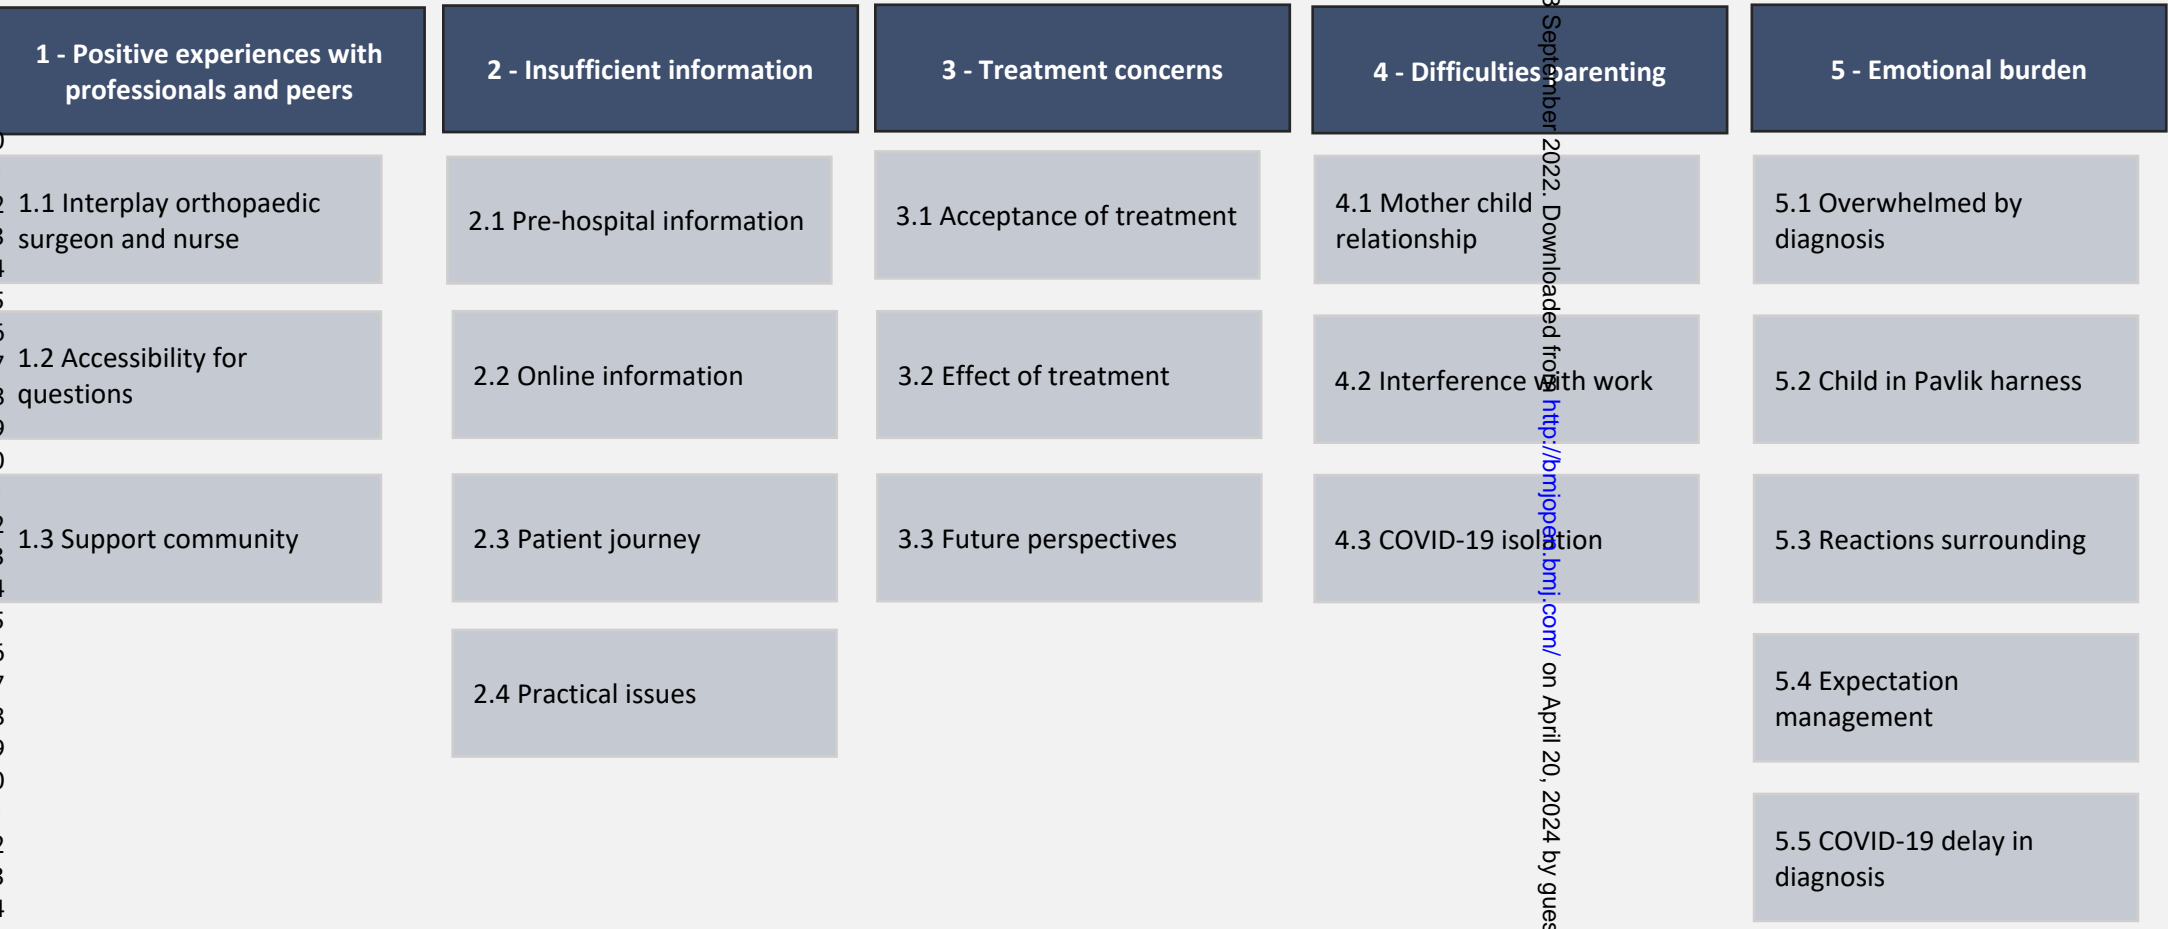 1 - Positive experiences with
professionals and peers
1.1 Interplay orthopaedic
surgeon and nurse
1.2 Accessibility for
questions
1.3 Support community
2 - Insufficient information
2.1 Pre-hospital information
2.2 Online information
2.3 Patient journey
2.4 Practical issues
3 - Treatment concerns
3.1 Acceptance of treatment
3.2 Effect of treatment
3.3 Future perspectives
4 - Difficulties parenting
4.1 Mother child
relationship
4.2 Interference with work
4.3 COVID-19 isolation
5 - Emotional burden
5.1 Overwhelmed by
diagnosis
5.2 Child in Pavlik harness
5.3 Reactions surrounding
5.4 Expectation
management
5.5 COVID-19 delay in
diagnosis
September 2022. Downloaded from http://bmjopen.bmj.com/ on April 20, 2024 by